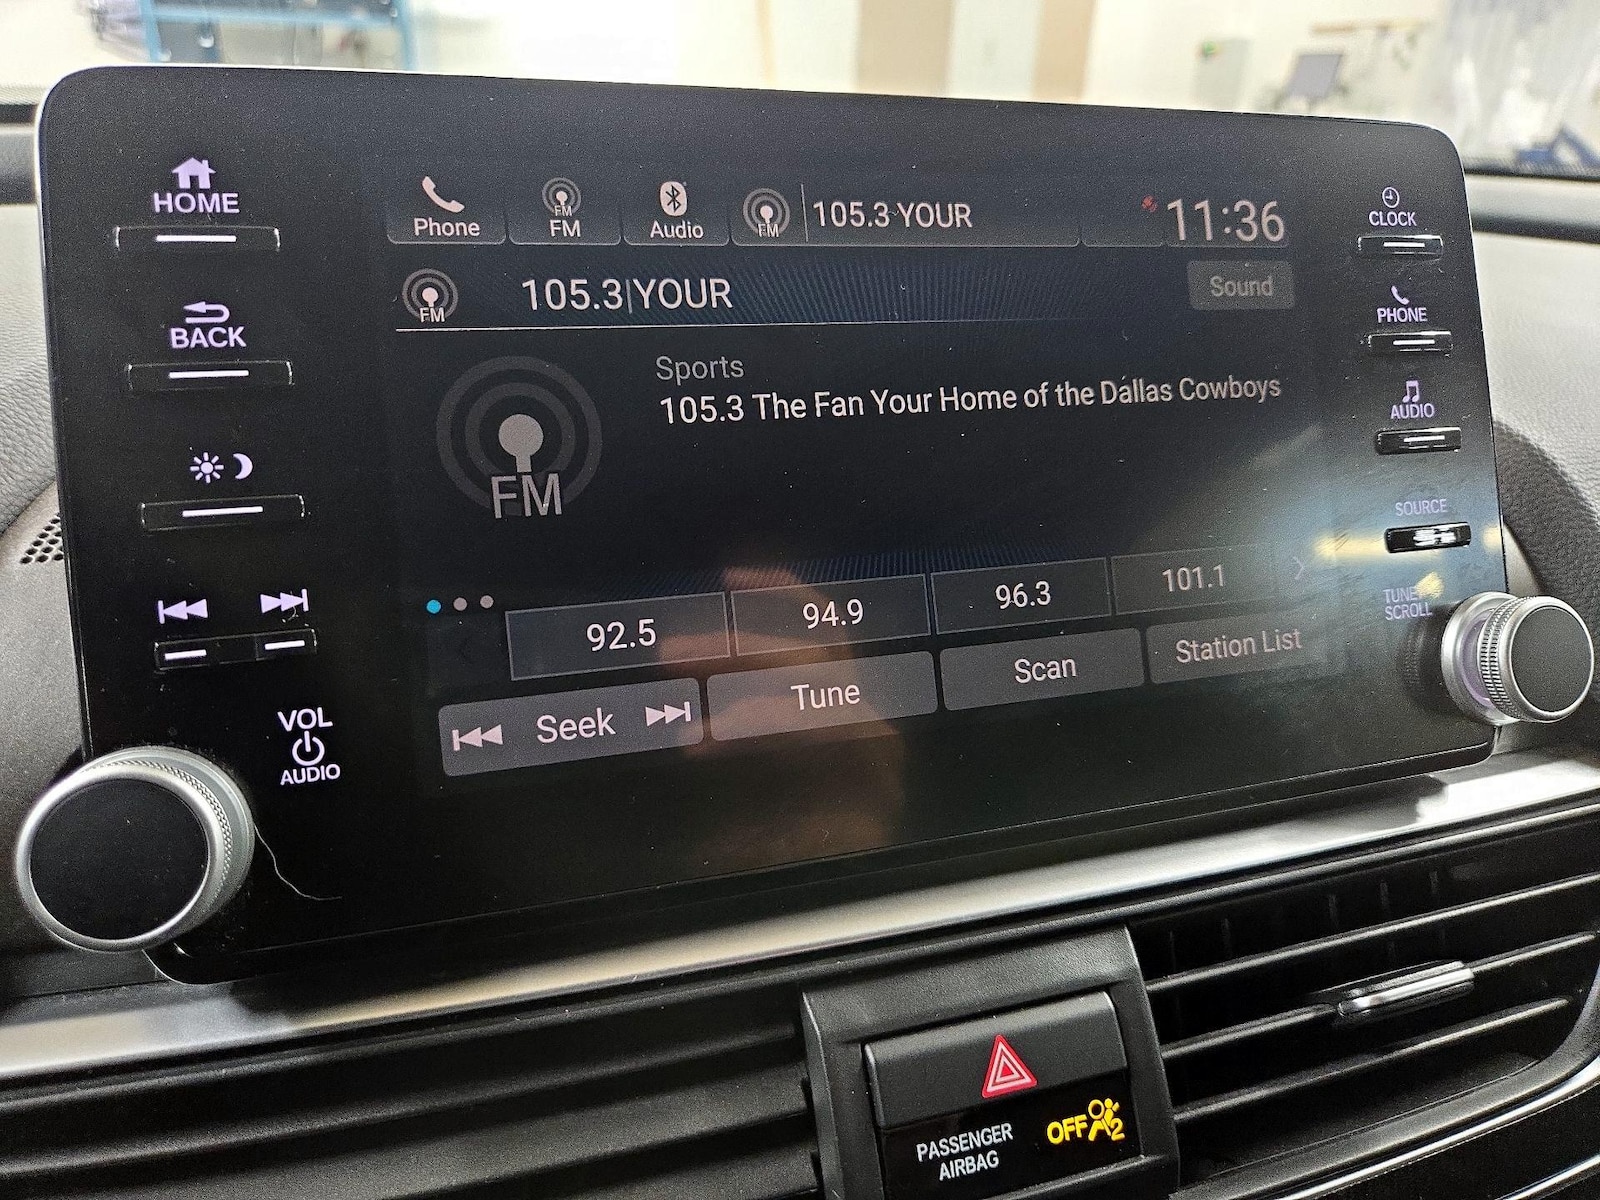 HOME
BACK
VOL
AUDIO
Phone
FM
FM
Audio
FM
105.3 YOUR
11:36
FM
105.3|YOUR
Sound
FM
Sports
105.3 The Fan Your Home of the Dallas Cowboys
92.5
94.9
96.3
101.1
Seek
Tune
Scan
Station List
CLOCK
PHONE
AUDIO
SOURCE
TUNE
SCROLL
PASSENGER
AIRBAG
OFF
2